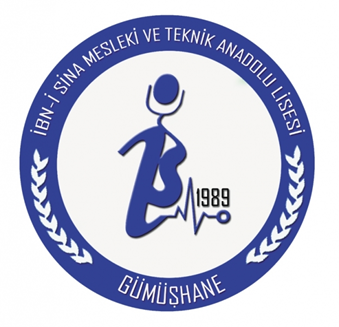 İBN-İ SİNA MESLEKİ VE TEKNİK ANADOLU LİSESİ
1989
GÜMÜŞHANE